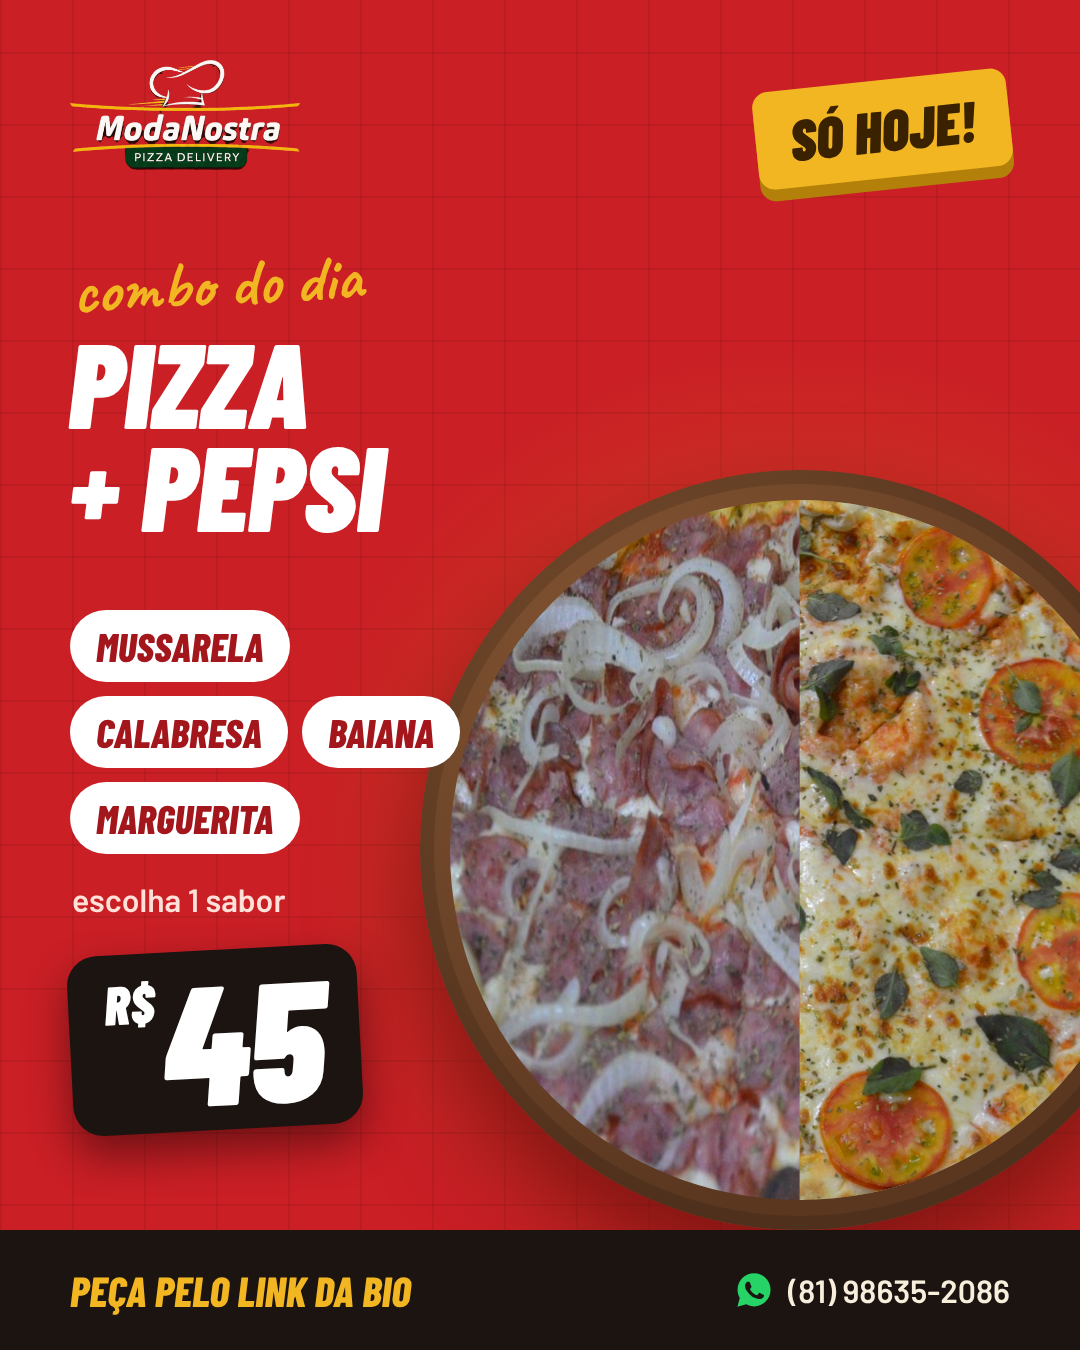 ModaNostra
PIZZA DELIVERY
SÓ HOJE!
combo do dia
PIZZA
+ PEPSI
MUSSARELA
CALABRESA BAIANA
MARGUERITA
escolha 1 sabor
R$ 45
PEÇA PELO LINK DA BIO
(81) 98635-2086